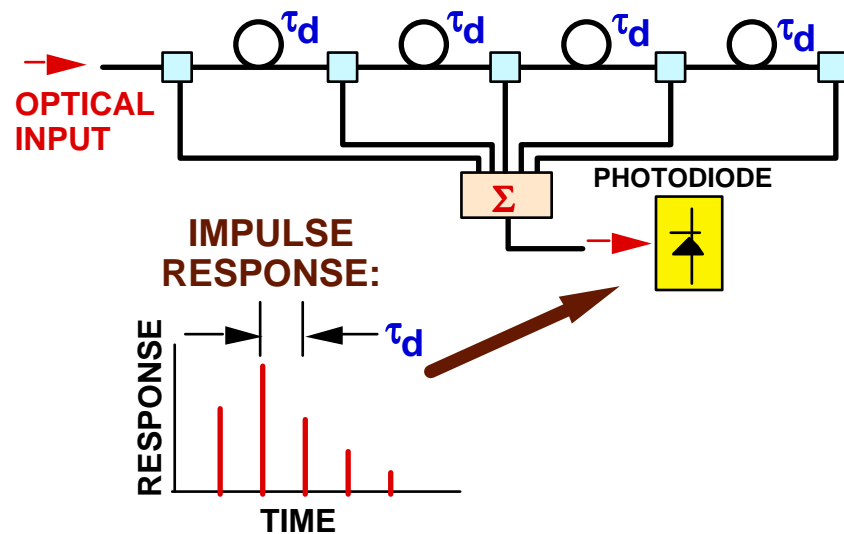 τd τd τd τd
OPTICAL
INPUT
Σ
PHOTODIODE
IMPULSE
RESPONSE:
τd
RESPONSE
TIME